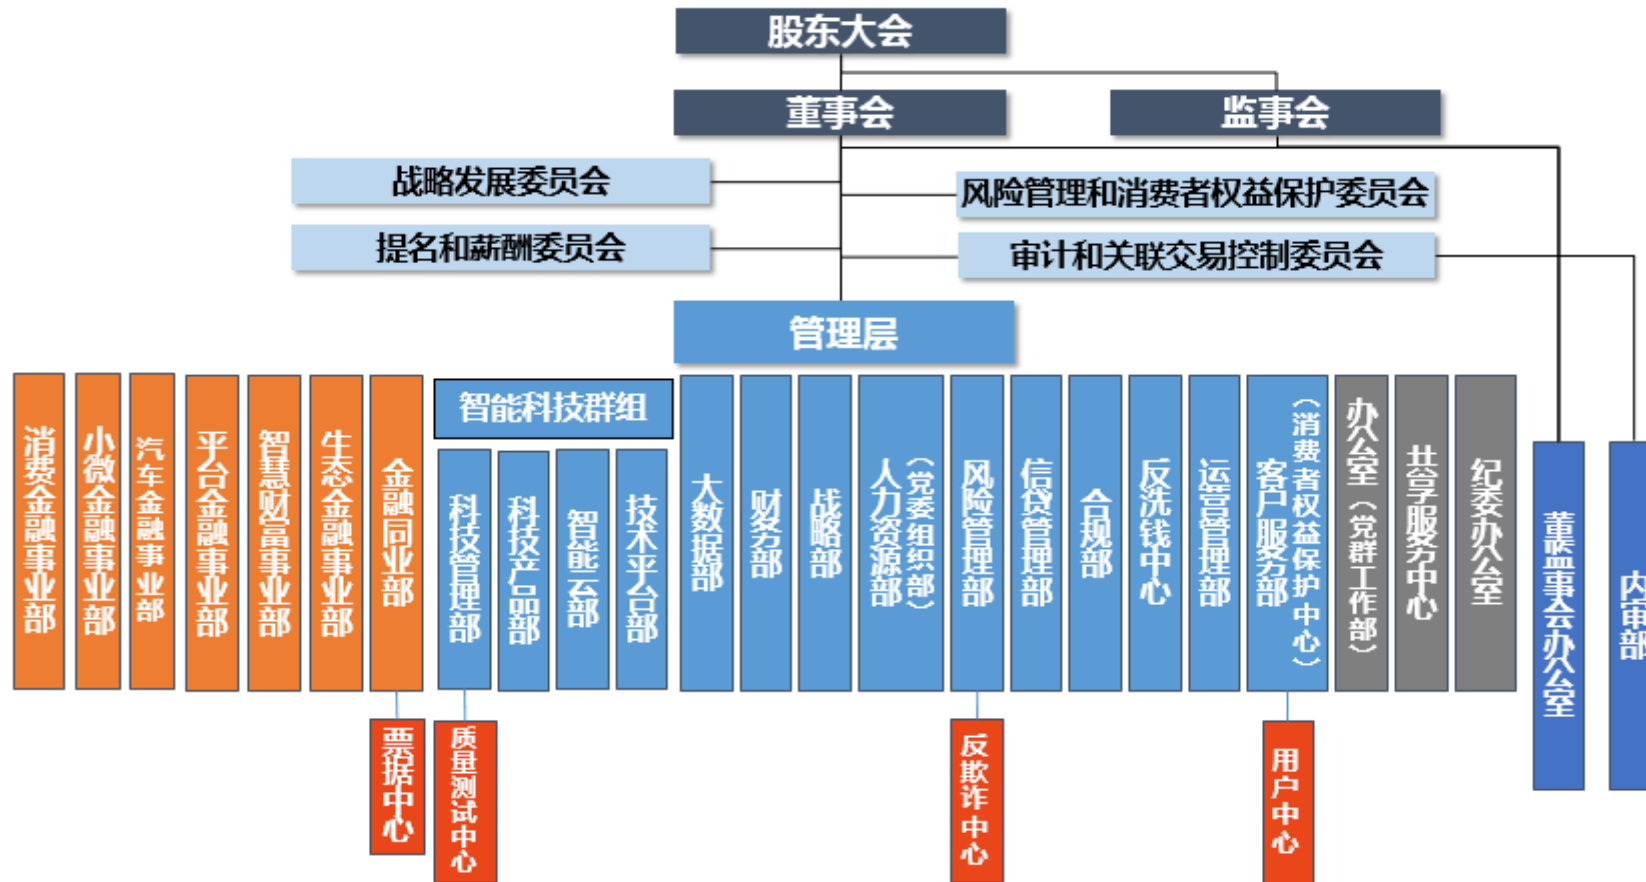 股东大会
董事会
监事会
战略发展委员会
风险管理和消费者权益保护委员会
提名和薪酬委员会
审计和关联交易控制委员会
管理层
消费金融事业部
小微金融事业部
汽车金融事业部
平台金融事业部
智慧财富事业部
生态金融事业部
金融同业部
智能科技群组
科技管理部
科技产品部
智能云部
技术平台部
大数据部
财务部
战略部
人力资源部
（党委组织部）
风险管理部
信贷管理部
合规部
反洗钱中心
运营管理部
客户服务部
（消费者权益保护中心）
办公室（党群工作部）
共享服务中心
纪委办公室
董监事会办公室
内审部
票据中心
质量测试中心
反欺诈中心
用户中心